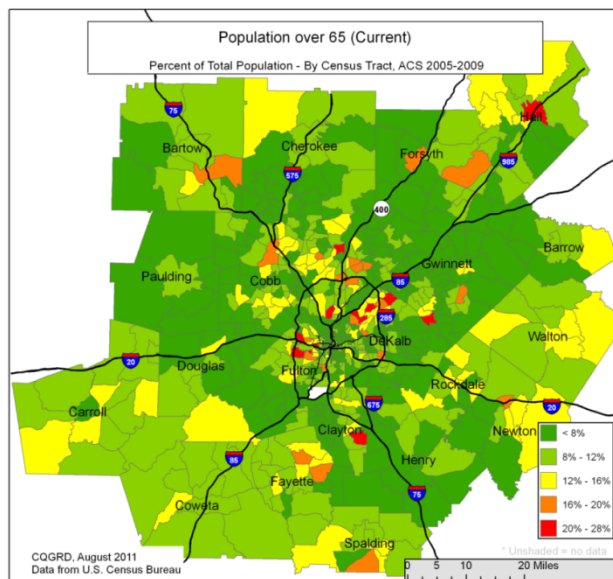 Population over 65 (Current)
Percent of Total Population - By Census Tract, ACS 2005-2009
75
Hall
Bartow
Cherokee
Forsyth
575
985
400
Barrow
Gwinnett
Paulding
Cobb
85
285
Walton
DeKalb
20
Douglas
Fulton
Rockdale
Carroll
675
20
Newton
Clayton
< 8%
8% - 12%
12% - 16%
16% - 20%
20% - 28%
85
Henry
Fayette
75
Coweta
Spalding
* Unshaded = no data
CQGRD, August 2011
Data from U.S. Census Bureau
0 5 10 20 Miles